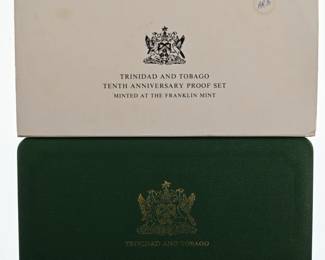 TRINIDAD AND TOBAGO
TENTH ANNIVERSARY PROOF SET
MINTED AT THE FRANKLIN MINT
TRINIDAD AND TOBAGO